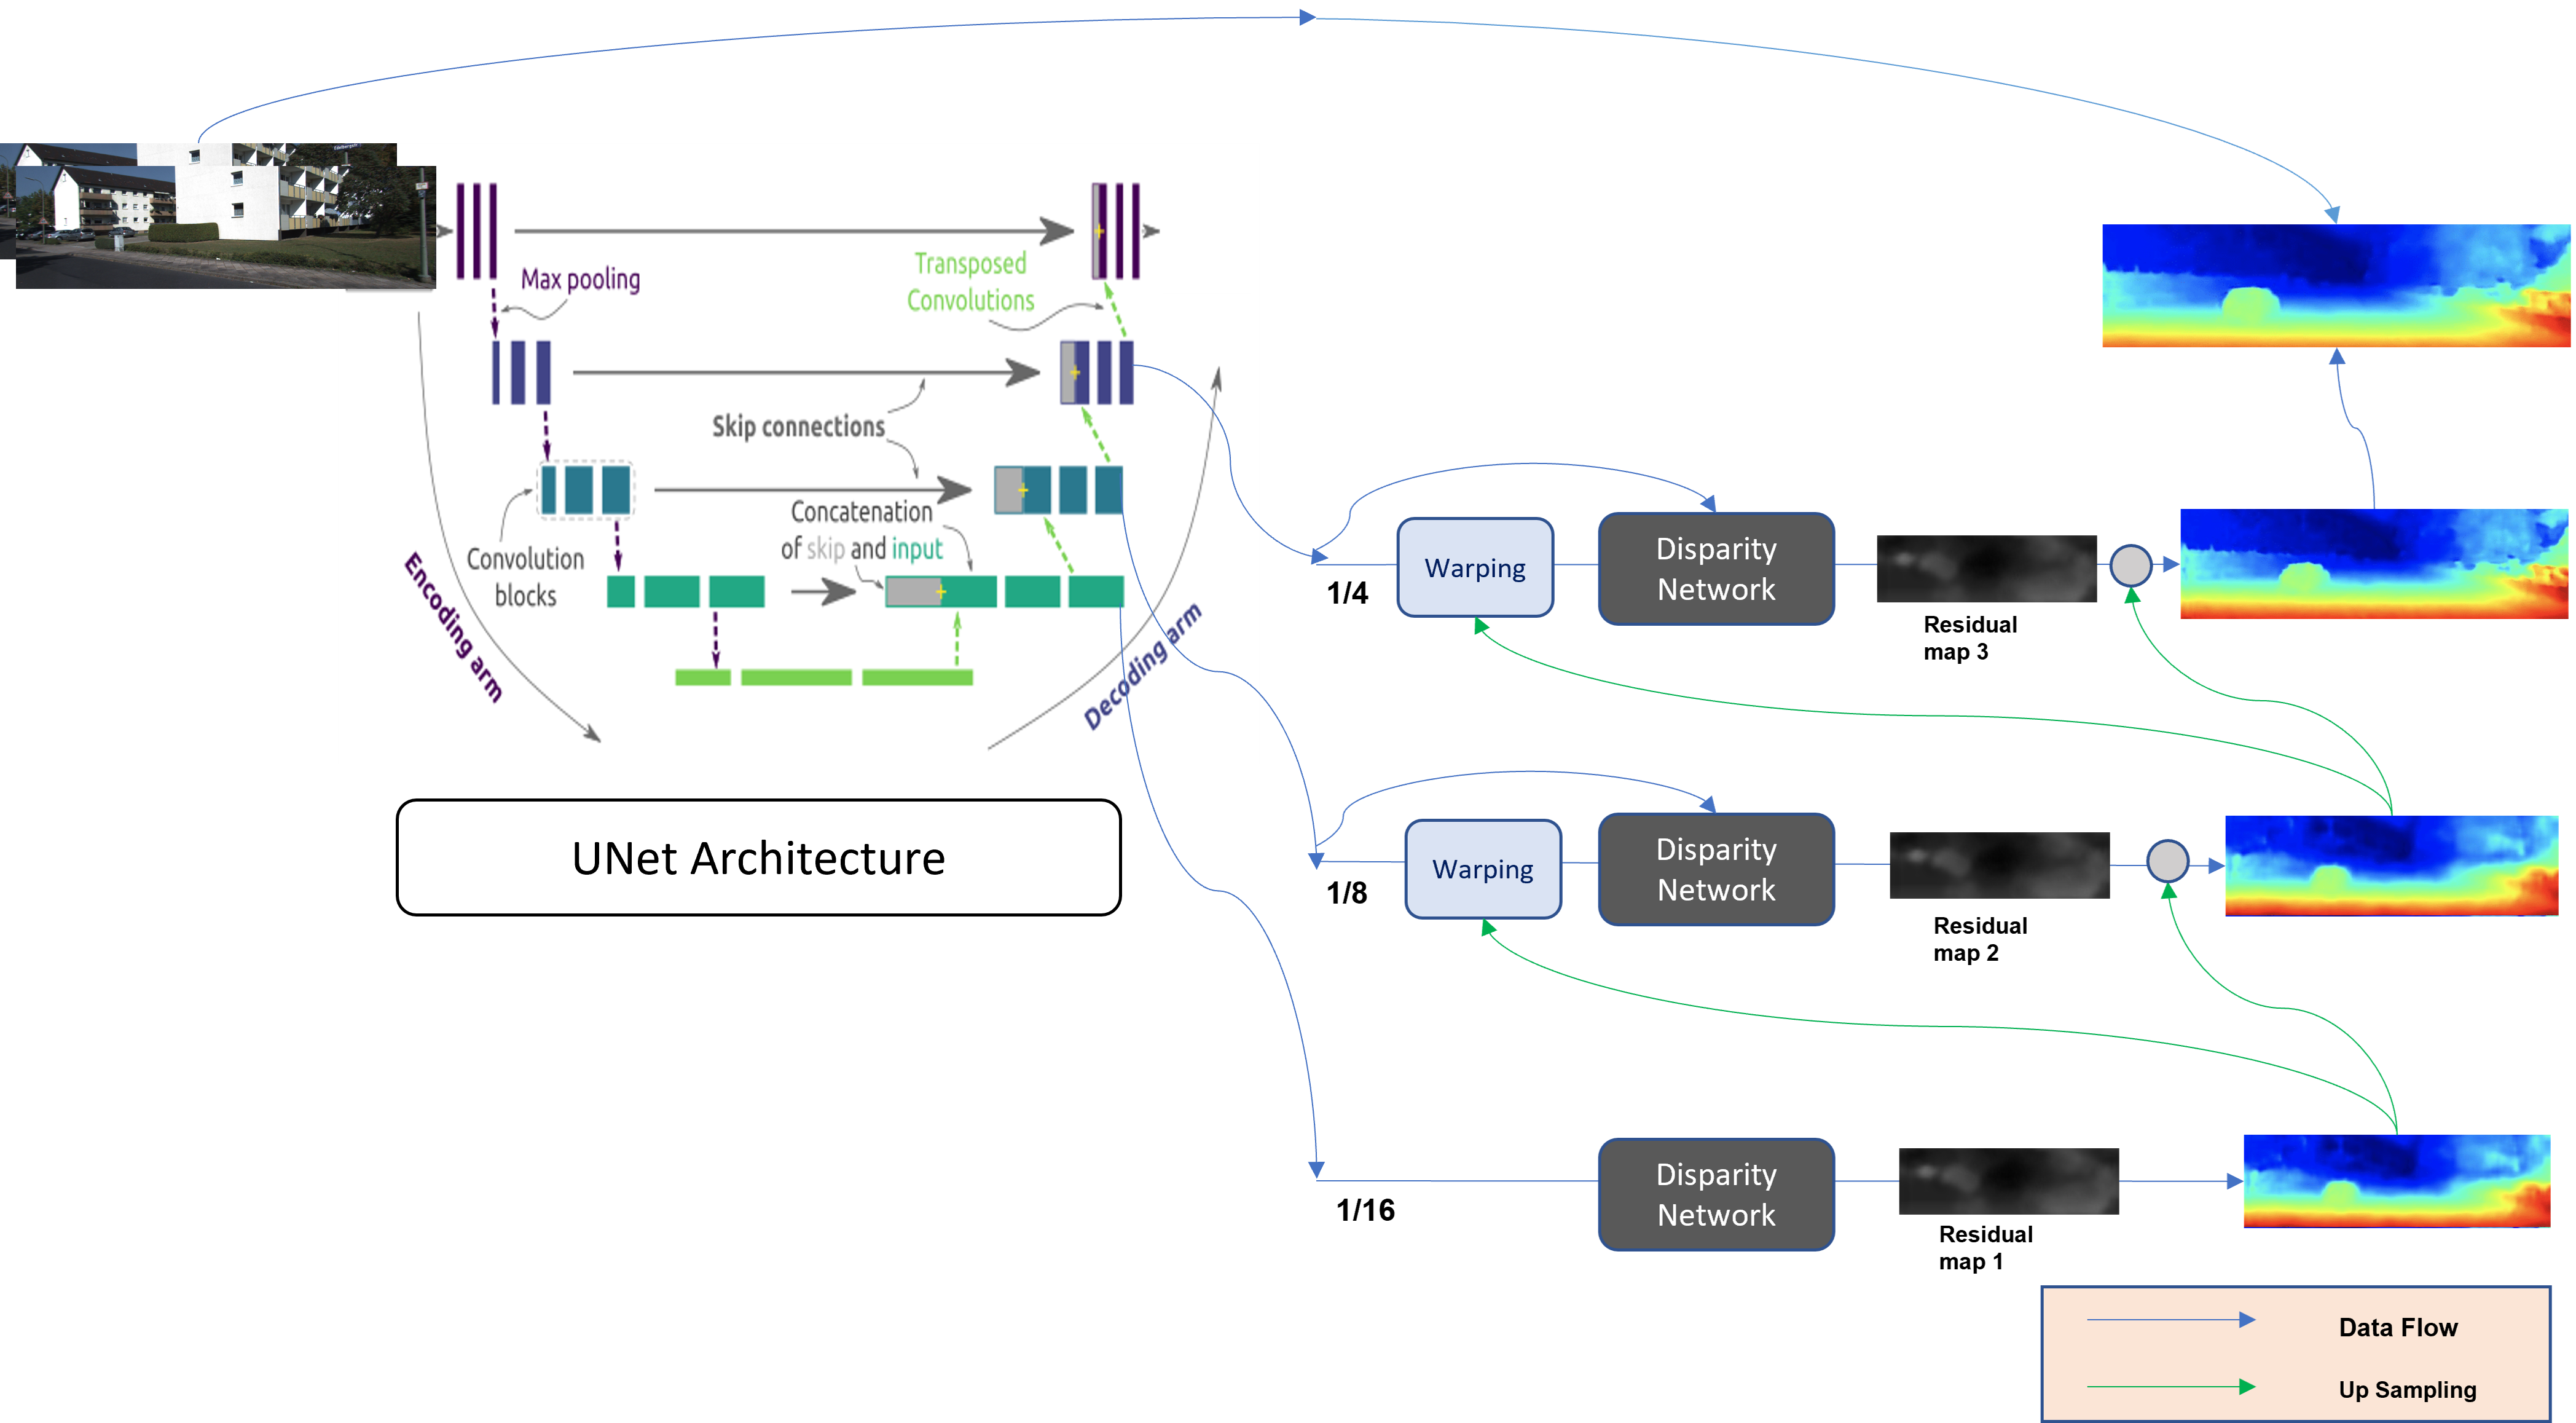 Max pooling
Transposed
Convolutions
Skip connections
Concatenation
of skip and input
Convolution
blocks
Encoding arm
Decoding arm
UNet Architecture
1/4
Warping
Disparity
Network
Residual
map 3
1/8
Warping
Disparity
Network
Residual
map 2
1/16
Disparity
Network
Residual
map 1
Data Flow
Up Sampling